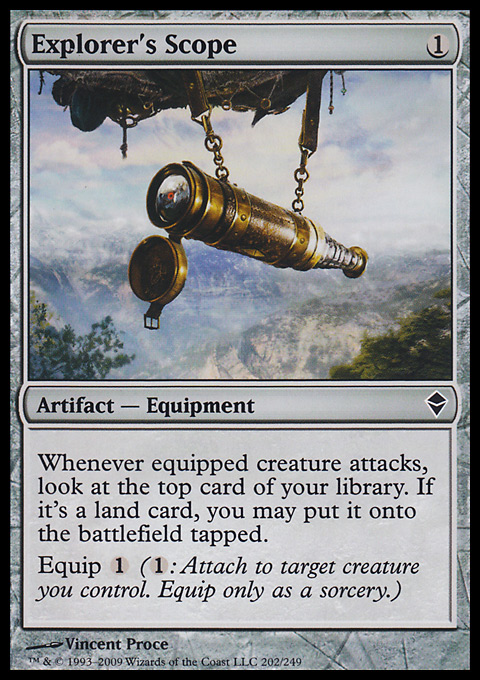 Explorer's Scope 1
Artifact — Equipment
Whenever equipped creature attacks,
look at the top card of your library. If
it's a land card, you may put it onto
the battlefield tapped.
Equip 1 (1: Attach to target creature
you control. Equip only as a sorcery.)
Vincent Proce
™ & © 1993–2009 Wizards of the Coast LLC 202/249